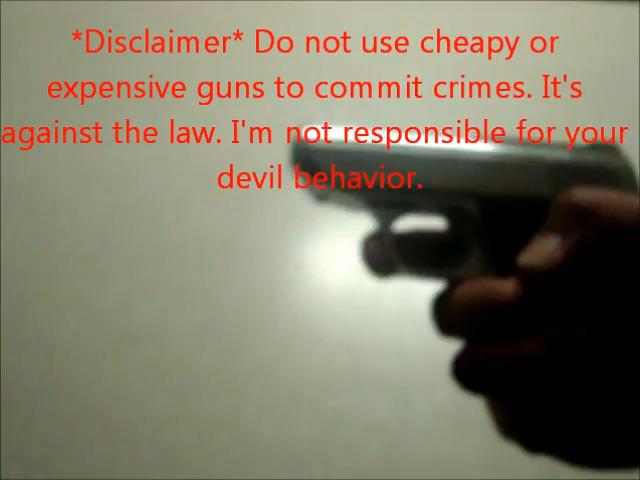 *Disclaimer* Do not use cheapy or
expensive guns to commit crimes. It's
against the law. I'm not responsible for your
devil behavior.